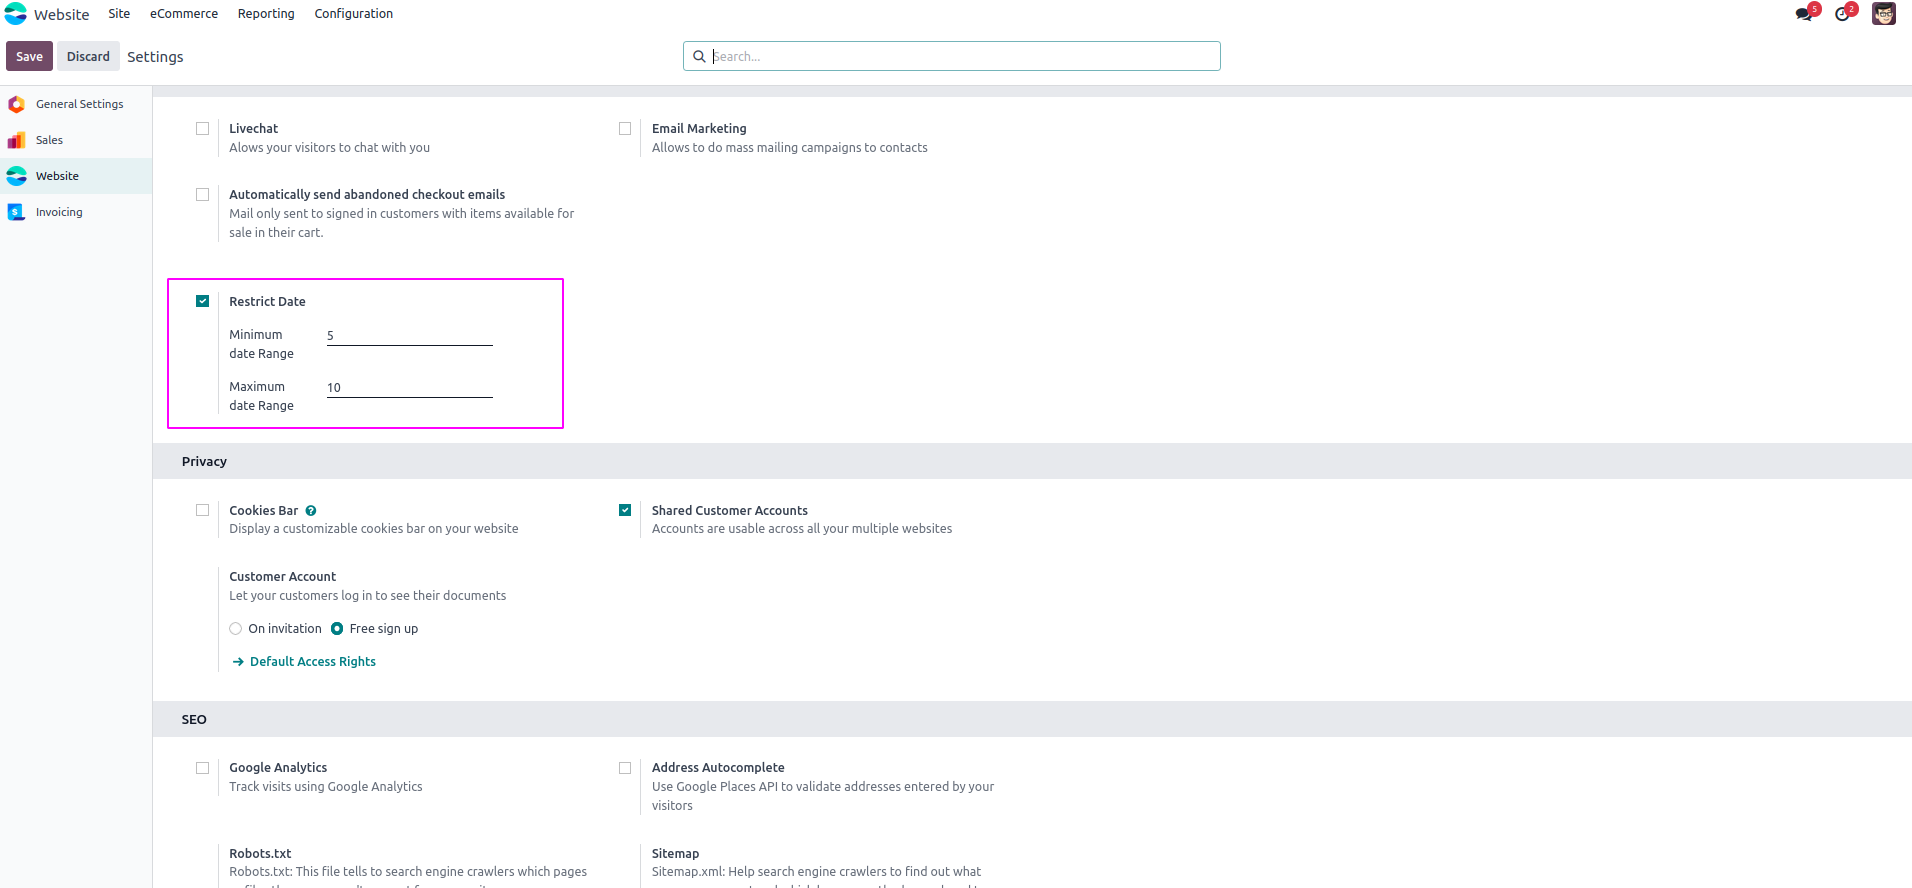 Website Site eCommerce Reporting Configuration 5 2
Save Discard Settings Search...
General Settings
Sales
Website
Invoicing
Livechat
Alows your visitors to chat with you
Email Marketing
Allows to do mass mailing campaigns to contacts
Automatically send abandoned checkout emails
Mail only sent to signed in customers with items available for
sale in their cart.
Restrict Date
Minimum
date Range
5
Maximum
date Range
10
Privacy
Cookies Bar ?
Display a customizable cookies bar on your website
Shared Customer Accounts
Accounts are usable across all your multiple websites
Customer Account
Let your customers log in to see their documents
On invitation Free sign up
Default Access Rights
SEO
Google Analytics
Track visits using Google Analytics
Address Autocomplete
Use Google Places API to validate addresses entered by your
visitors
Robots.txt
Robots.txt: This file tells to search engine crawlers which pages
Sitemap
Sitemap.xml: Help search engine crawlers to find out what